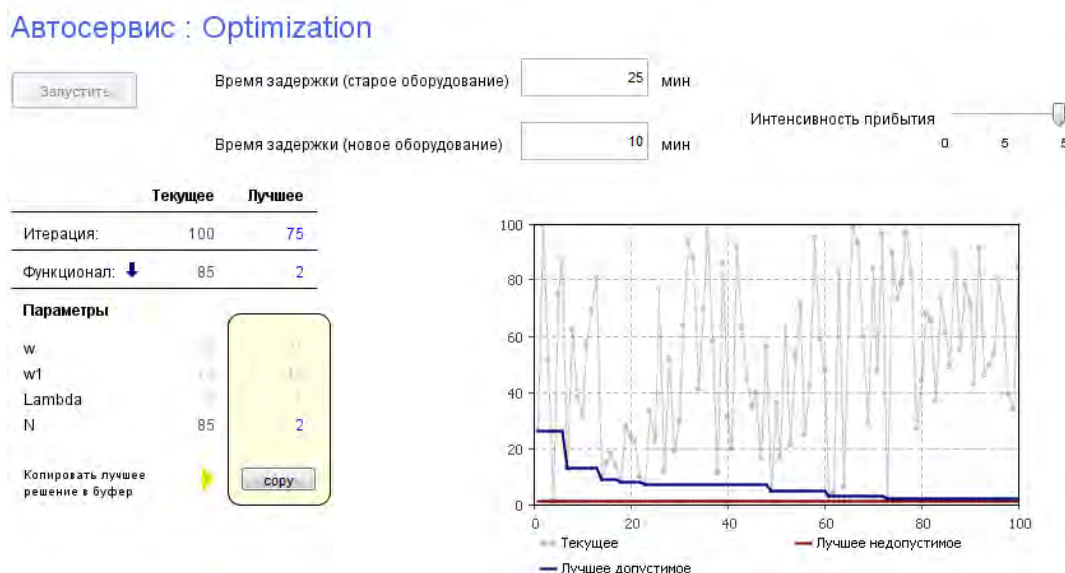 Автосервис : Optimization
Запустить
Время задержки (старое оборудование) 25 мин
Интенсивность прибытия
0 5 5
Время задержки (новое оборудование) 10 мин
Текущее Лучшее
Итерация: 100 75
Функционал: 85 2
Параметры
w
w1
Lambda
N 85 2
Копировать лучшее
решение в буфер
copy
100
80
60
40
20
0
0 20 40 60 80 100
Текущее Лучшее недопустимое
Лучшее допустимое